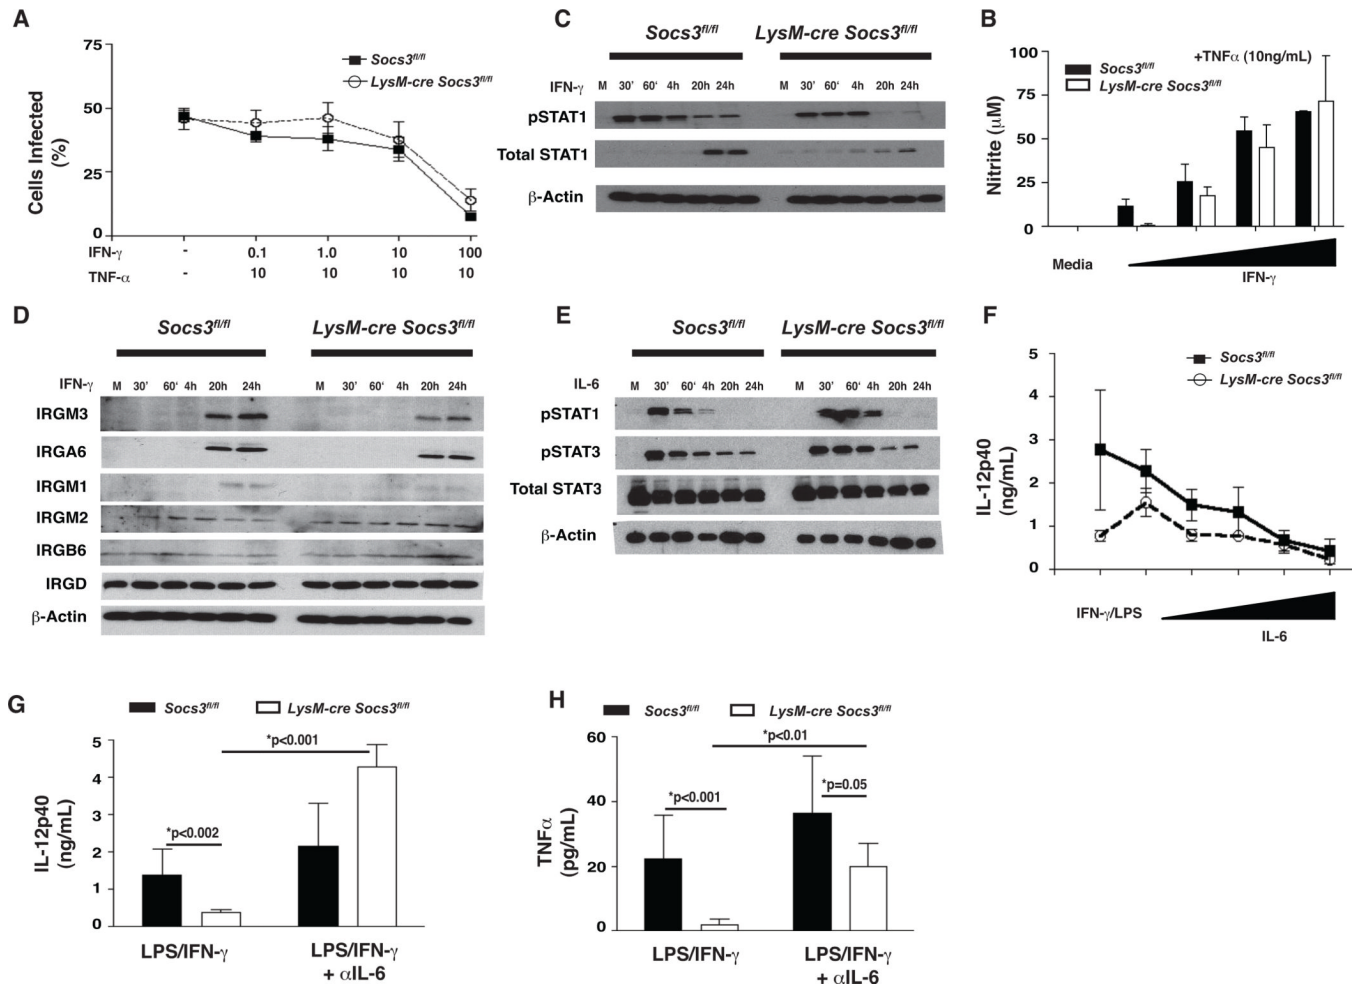 A
75
50
25
0
Cells Infected
(%)
Socs3fl/fl
LysM-cre Socs3fl/fl
IFN-γ - 0.1 1.0 10 100
TNF-α - 10 10 10 10
C
Socs3fl/fl LysM-cre Socs3fl/fl
IFN-γ M 30' 60' 4h 20h 24h M 30' 60' 4h 20h 24h
pSTAT1
Total STAT1
β-Actin
B
100
75
50
25
0
Nitrite (μM)
+TNFα (10ng/mL)
Socs3fl/fl
LysM-cre Socs3fl/fl
Media
IFN-γ
D
Socs3fl/fl LysM-cre Socs3fl/fl
IFN-γ M 30' 60' 4h 20h 24h M 30' 60' 4h 20h 24h
IRGM3
IRGA6
IRGM1
IRGM2
IRGB6
IRGD
β-Actin
E
Socs3fl/fl LysM-cre Socs3fl/fl
IL-6 M 30' 60' 4h 20h 24h M 30' 60' 4h 20h 24h
pSTAT1
pSTAT3
Total STAT3
β-Actin
F
5
4
3
2
1
0
IL-12p40
(ng/mL)
Socs3fl/fl
LysM-cre Socs3fl/fl
IFN-γ/LPS
IL-6
G
Socs3fl/fl LysM-cre Socs3fl/fl
5
4
3
2
1
0
IL-12p40
(ng/mL)
*p<0.001
*p<0.002
LPS/IFN-γ LPS/IFN-γ
+ αIL-6
H
Socs3fl/fl LysM-cre Socs3fl/fl
60
40
20
0
TNFα
(pg/mL)
*p<0.01
*p=0.05
*p<0.001
LPS/IFN-γ LPS/IFN-γ
+ αIL-6